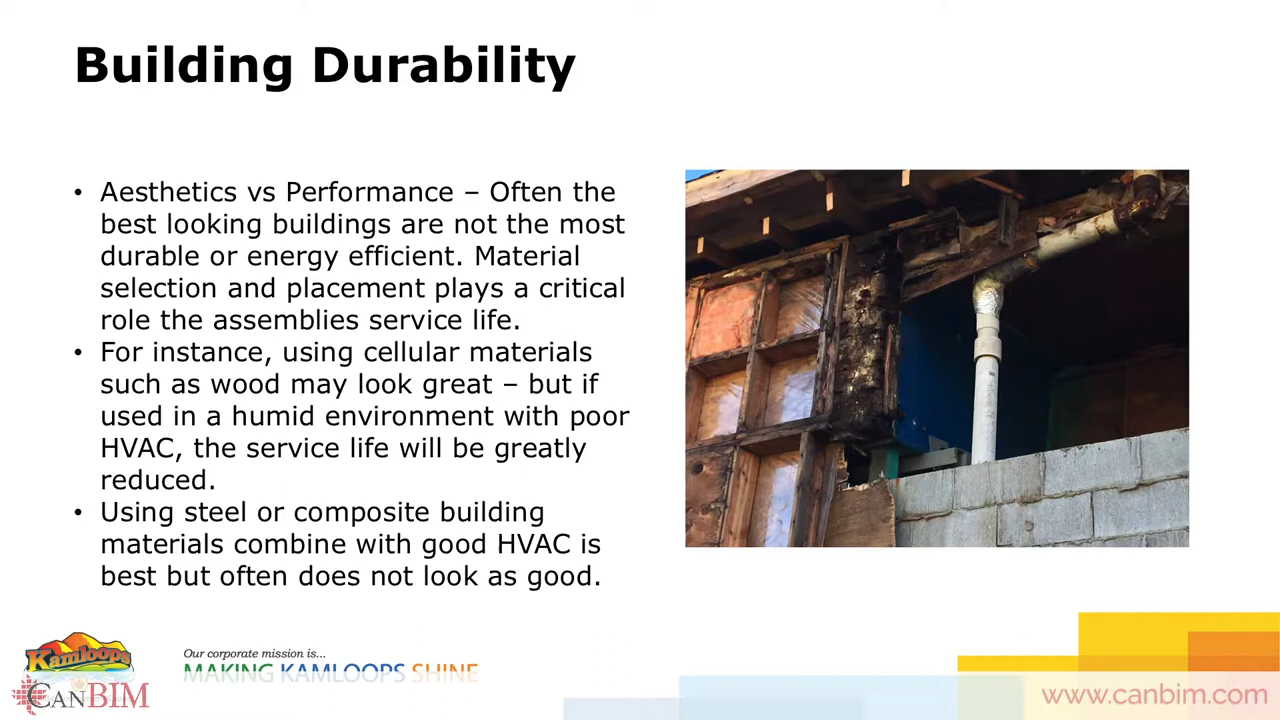 Building Durability
• Aesthetics vs Performance – Often the
best looking buildings are not the most
durable or energy efficient. Material
selection and placement plays a critical
role the assemblies service life.
• For instance, using cellular materials
such as wood may look great – but if
used in a humid environment with poor
HVAC, the service life will be greatly
reduced.
• Using steel or composite building
materials combine with good HVAC is
best but often does not look as good.
Kamloops
CanBIM
Our corporate mission is...
MAKING KAMLOOPS SHINE
www.canbim.com